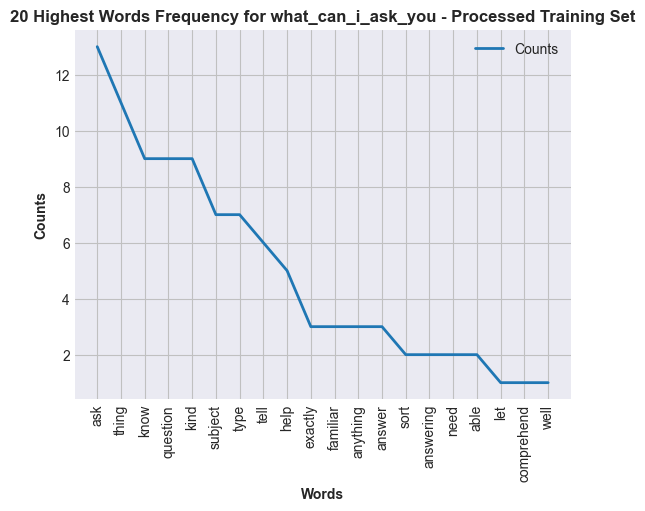 20 Highest Words Frequency for what_can_i_ask_you - Processed Training Set
Counts
12
10
8
6
4
2
Counts
ask
thing
know
question
kind
subject
type
tell
help
exactly
familiar
anything
answer
sort
answering
need
able
let
comprehend
well
Words